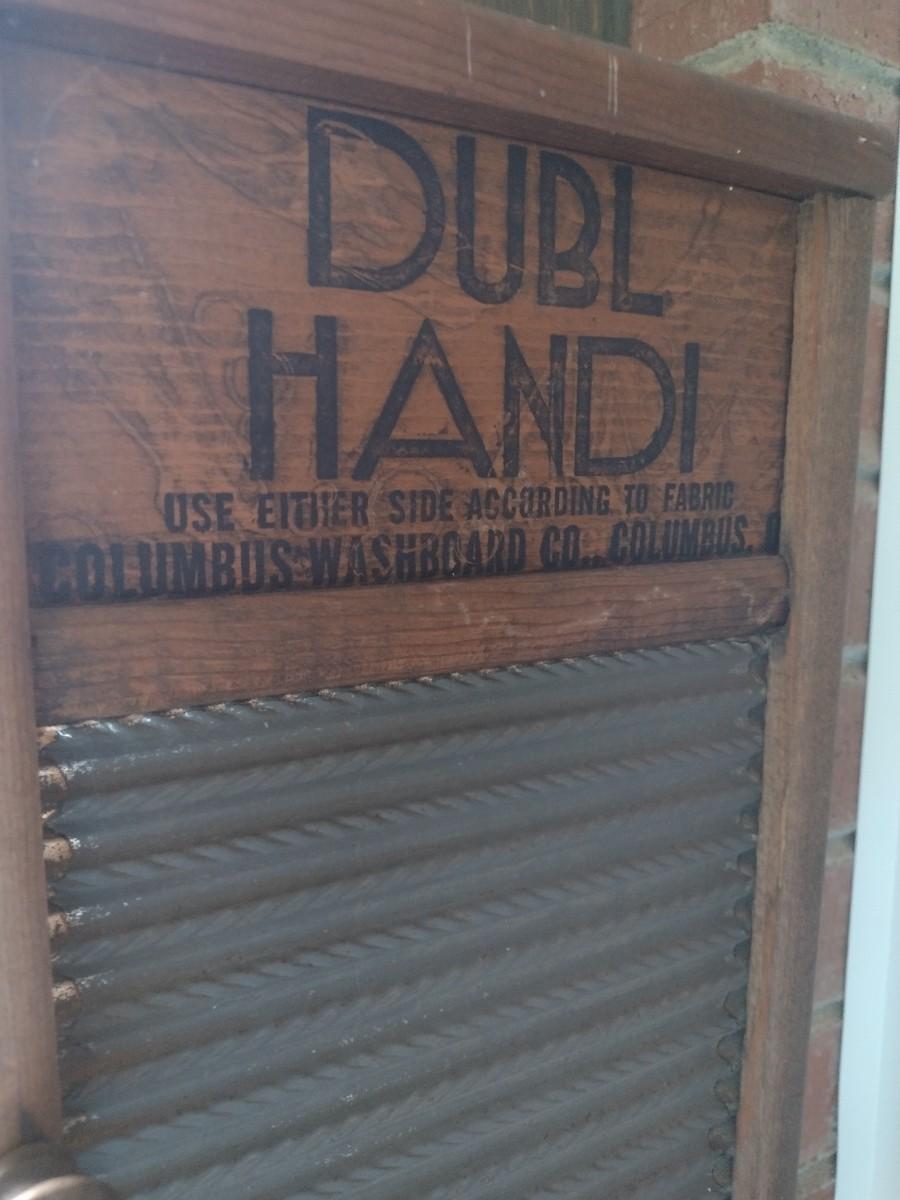 DUBL
HANDI
USE EITHER SIDE ACCORDING TO FABRIC
COLUMBUS WASHBOARD CO., COLUMBUS,